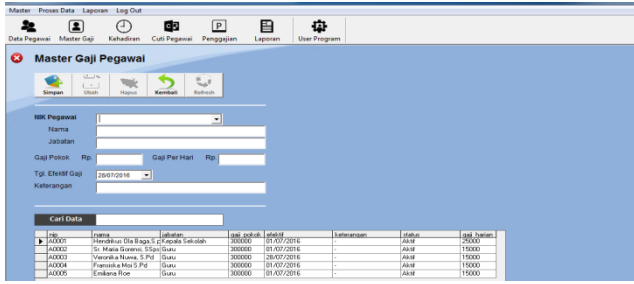 Master Proses Data Laporan Log Out
Data Pegawai Master Gaji Kehadiran Cuti Pegawai Penggajian Laporan User Program
Master Gaji Pegawai
Simpan Ubah Hapus Kembali Refresh
NIK Pegawai
Nama
Jabatan
Gaji Pokok Rp. Gaji Per Hari Rp.
Tgl. Efektif Gaji 28/07/2016
Keterangan
Cari Data
nip nama jabatan gaji_pokok efektif keterangan status gaji_harian
A0001 Hendrikus Ola Baga,S.p Kepala Sekolah 300000 01/07/2016 - Aktif 25000
A0002 Sr. Maria Gorensi, SSps Guru 300000 01/07/2016 - Aktif 15000
A0003 Veronika Nuwa, S.Pd Guru 300000 28/07/2016 - Aktif 15000
A0004 Fransiska Moi S.Pd Guru 300000 01/07/2016 - Aktif 15000
A0005 Emiliana Roe Guru 300000 01/07/2016 - Aktif 15000